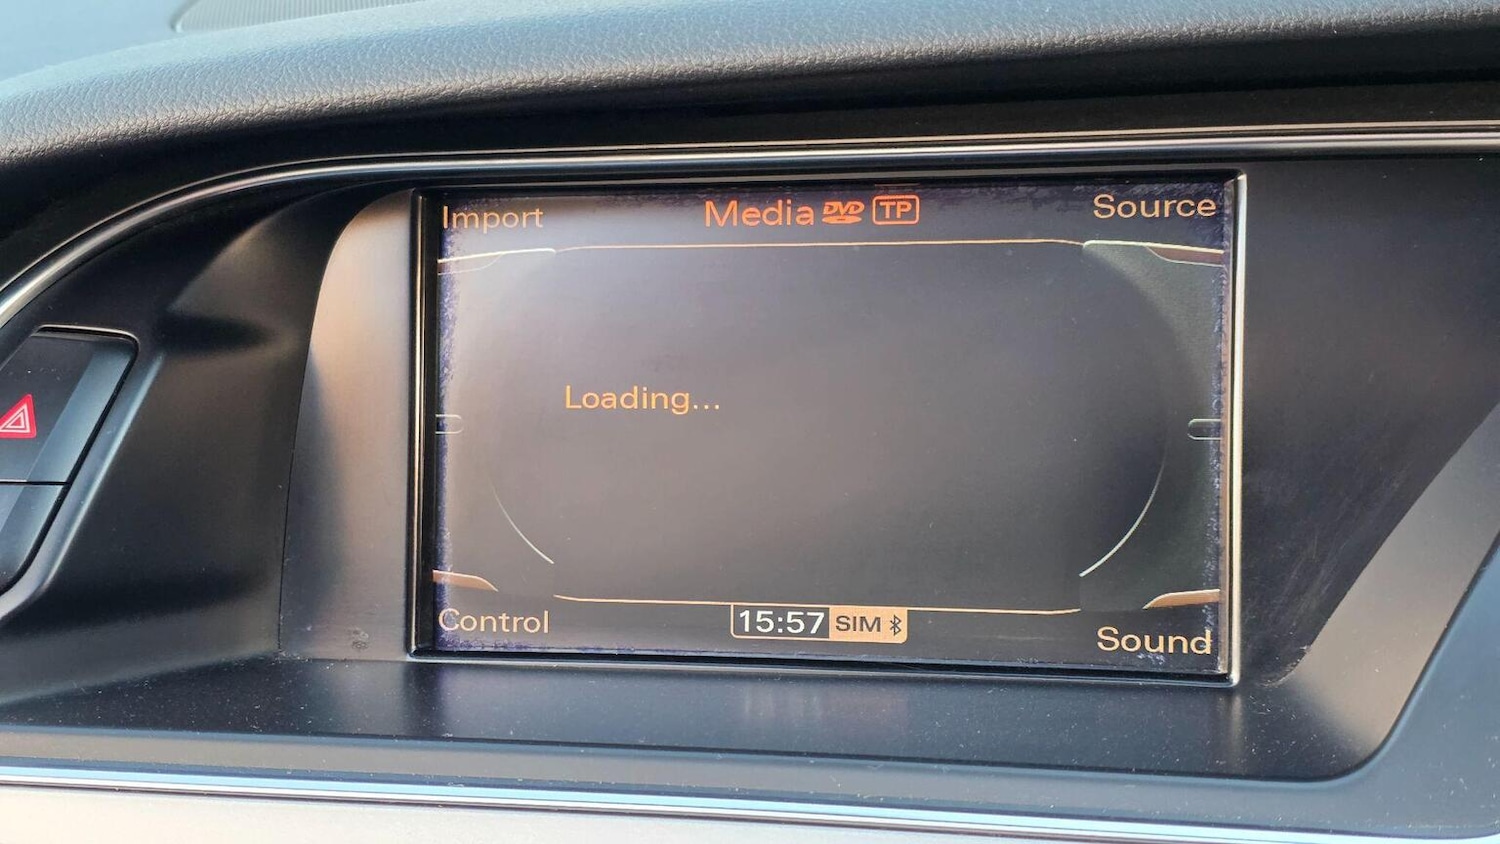 Import
Media DVD TP
Source
Loading...
Control
15:57 SIM
Sound